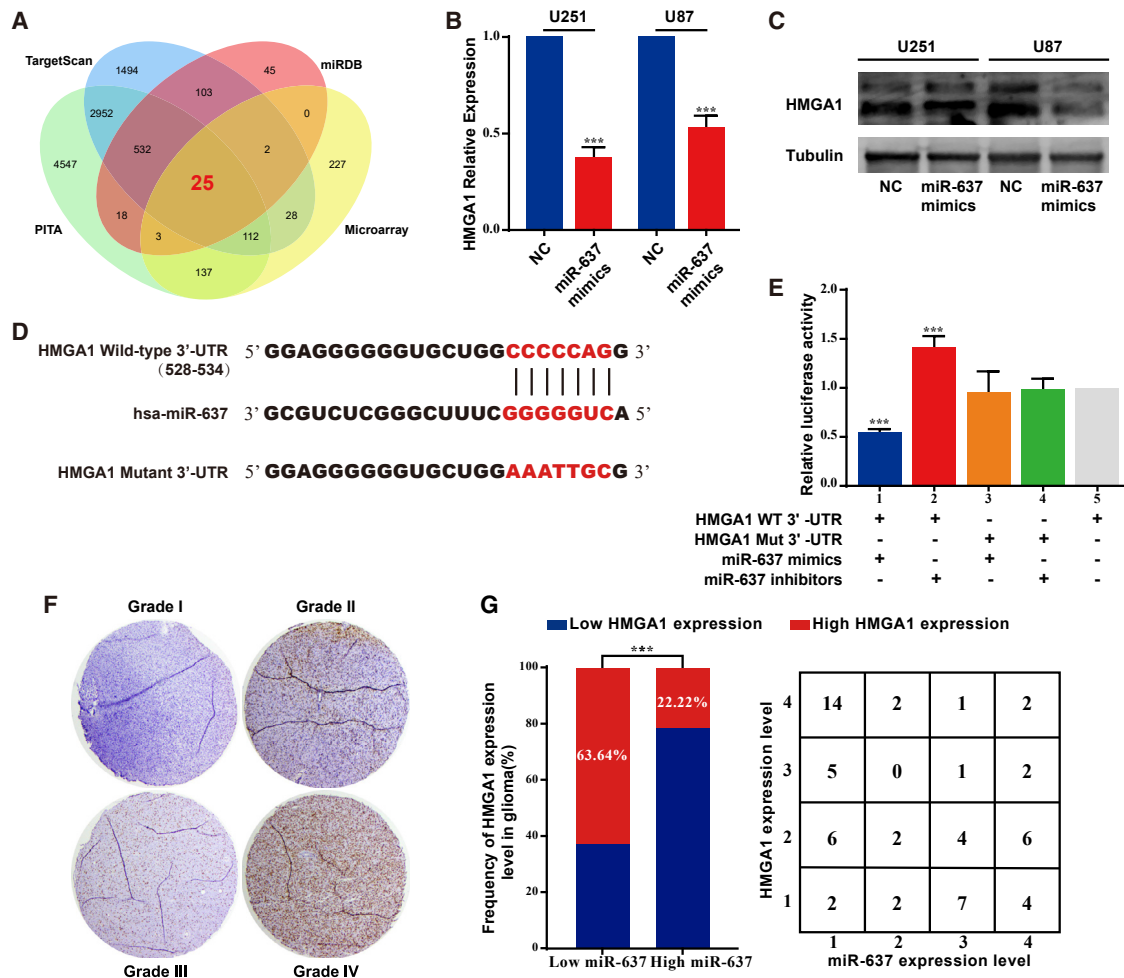 A
TargetScan
1494
45
miRDB
103
2952
0
4547
532
2
227
25
18
28
PITA
3
112
Microarray
137
B
U251
U87
HMGA1 Relative Expression
1.0
0.5
0.0
***
***
NC
miR-637
mimics
NC
miR-637
mimics
C
U251
U87
HMGA1
Tubulin
NC
miR-637
mimics
NC
miR-637
mimics
D
HMGA1 Wild-type 3'-UTR
(528-534)
5' GGAGGGGGGUGCUGGCCCCCAGG 3'
hsa-miR-637
3' GCGUCUCGGGCUUUCGGGGGUCA 5'
HMGA1 Mutant 3'-UTR
5' GGAGGGGGGUGCUGGAAATTGCG 3'
E
Relative luciferase activity
2.0
1.5
1.0
0.5
0.0
***
***
1 2 3 4 5
HMGA1 WT 3' -UTR + + - - +
HMGA1 Mut 3' -UTR - - + + -
miR-637 mimics + - + - -
miR-637 inhibitors - + - + -
F
Grade I
Grade II
Grade III
Grade IV
G
Low HMGA1 expression
High HMGA1 expression
***
Frequency of HMGA1 expression
level in glioma(%)
100
80
60
40
20
0
63.64%
22.22%
Low miR-637
High miR-637
HMGA1 expression level
4 14 2 1 2
3 5 0 1 2
2 6 2 4 6
1 2 2 7 4
1 2 3 4
miR-637 expression level